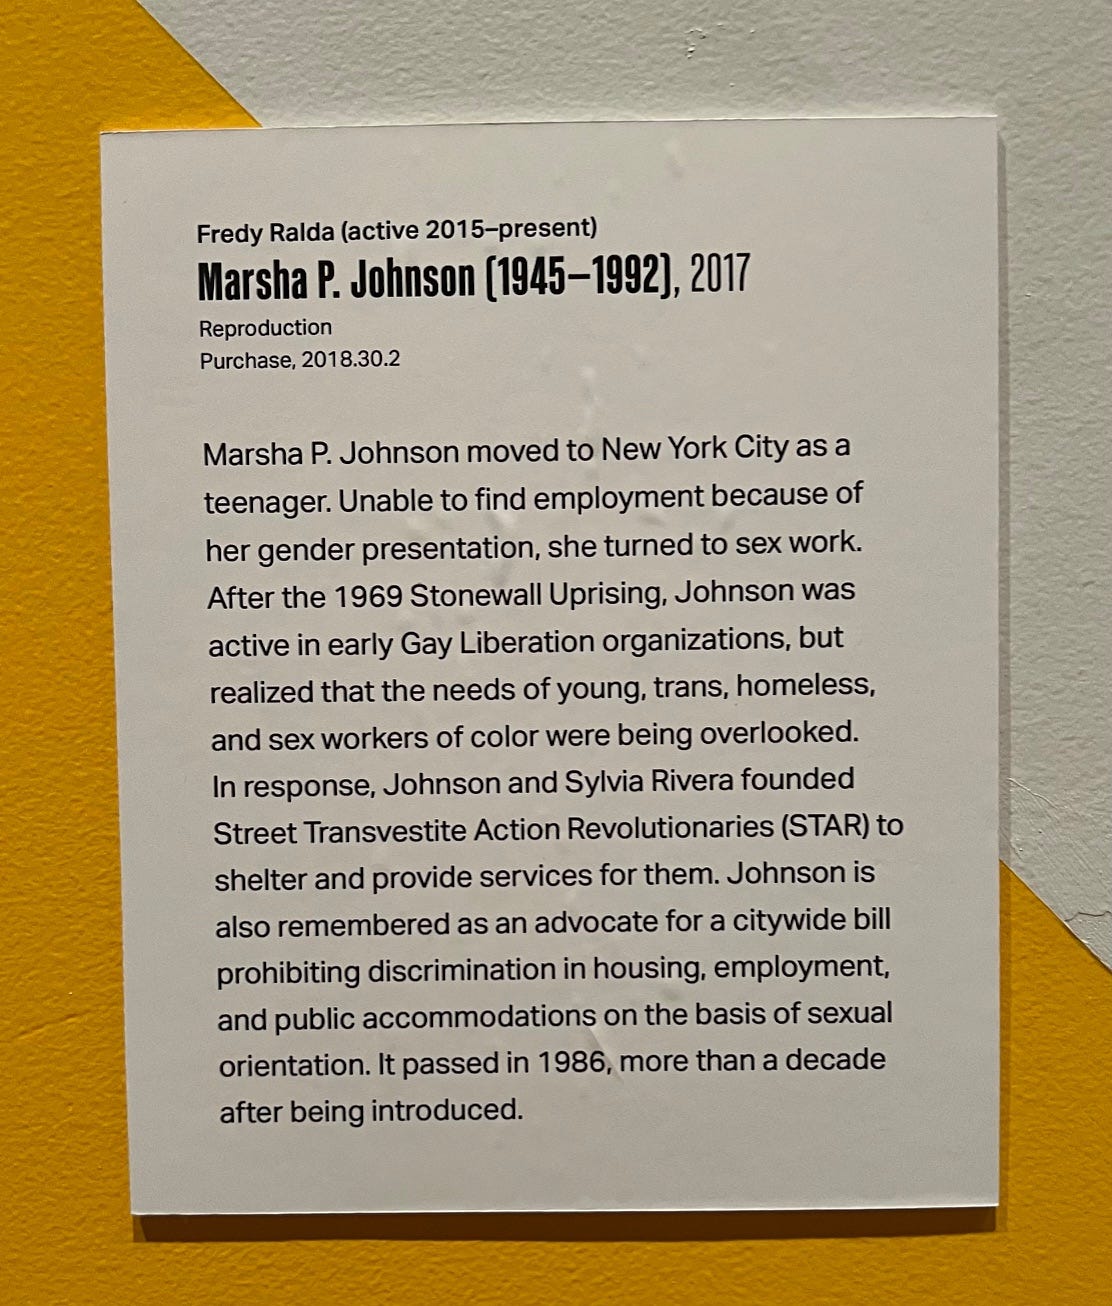 Fredy Ralda (active 2015–present)
Marsha P. Johnson (1945–1992), 2017
Reproduction
Purchase, 2018.30.2
Marsha P. Johnson moved to New York City as a
teenager. Unable to find employment because of
her gender presentation, she turned to sex work.
After the 1969 Stonewall Uprising, Johnson was
active in early Gay Liberation organizations, but
realized that the needs of young, trans, homeless,
and sex workers of color were being overlooked.
In response, Johnson and Sylvia Rivera founded
Street Transvestite Action Revolutionaries (STAR) to
shelter and provide services for them. Johnson is
also remembered as an advocate for a citywide bill
prohibiting discrimination in housing, employment,
and public accommodations on the basis of sexual
orientation. It passed in 1986, more than a decade
after being introduced.